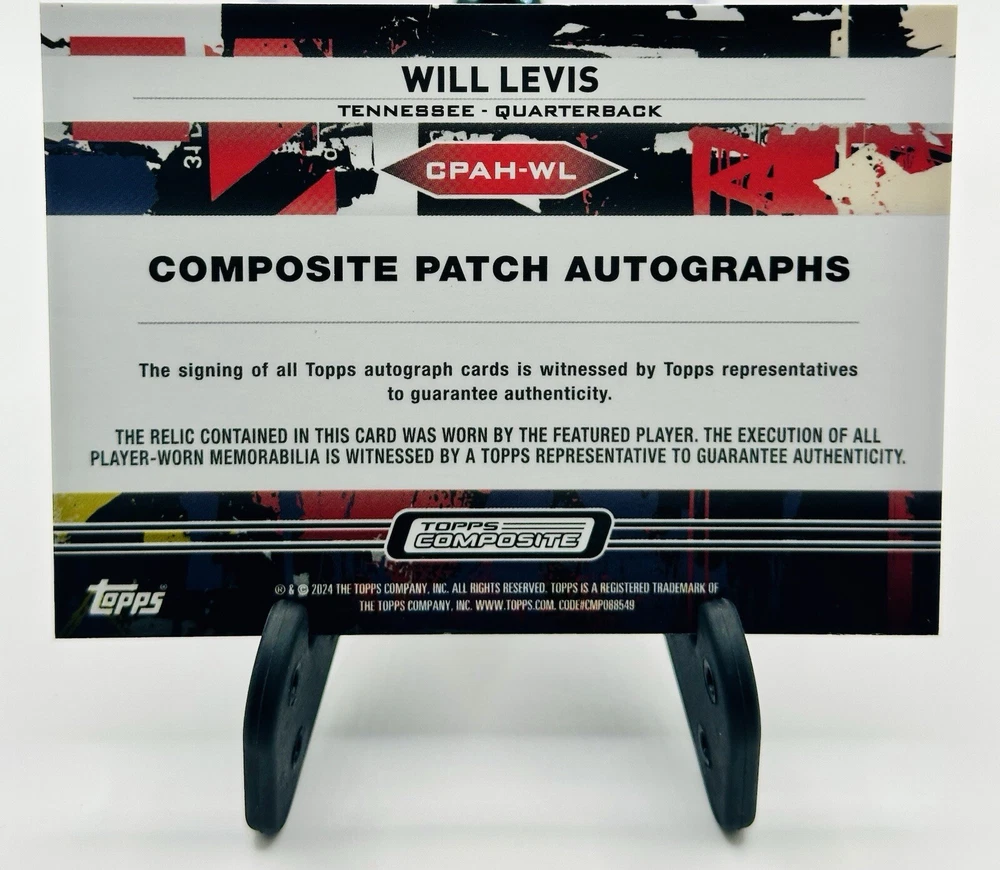 WILL LEVIS
TENNESSEE - QUARTERBACK
CPAH-WL
COMPOSITE PATCH AUTOGRAPHS
The signing of all Topps autograph cards is witnessed by Topps representatives
to guarantee authenticity.
THE RELIC CONTAINED IN THIS CARD WAS WORN BY THE FEATURED PLAYER. THE EXECUTION OF ALL
PLAYER-WORN MEMORABILIA IS WITNESSED BY A TOPPS REPRESENTATIVE TO GUARANTEE AUTHENTICITY.
TOPPS
COMPOSITE
Topps®
® & © 2024 THE TOPPS COMPANY, INC. ALL RIGHTS RESERVED. TOPPS IS A REGISTERED TRADEMARK OF
THE TOPPS COMPANY, INC. WWW.TOPPS.COM. CODE#CMP088549